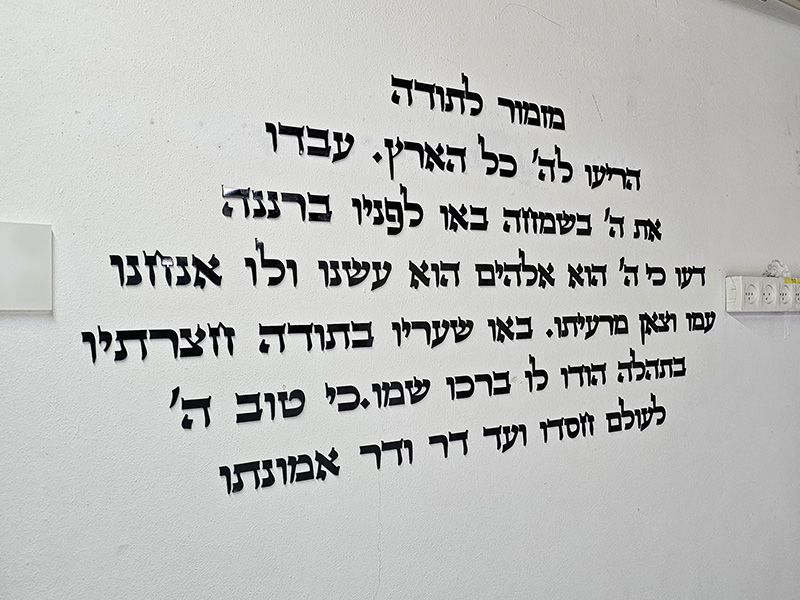 מזמור לתודה
הריעו לה' כל הארץ. עבדו
את ה' בשמחה באו לפניו ברננה
דעו כי ה' הוא אלהים הוא עשנו ולו אנחנו
עמו וצאן מרעיתו. באו שעריו בתודה חצרתיו
בתהלה הודו לו ברכו שמו.כי טוב ה'
לעולם חסדו ועד דר ודר אמונתו